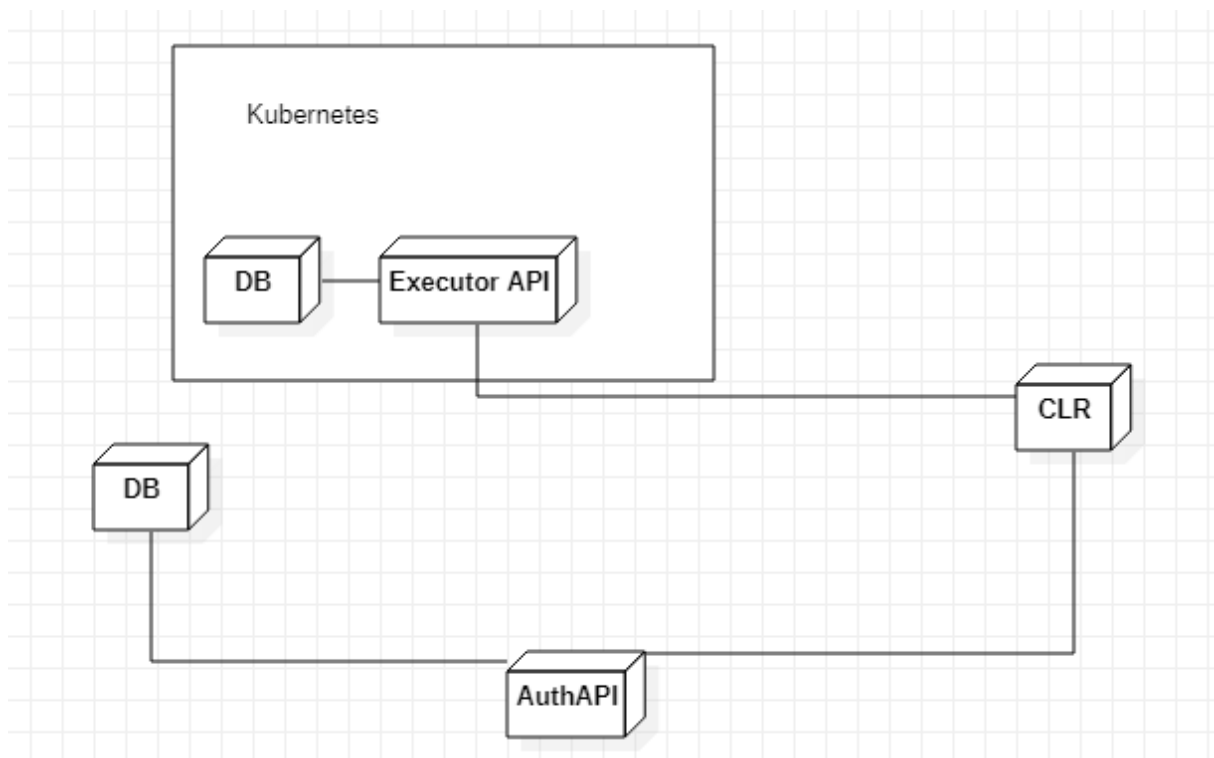 Kubernetes
DB
Executor API
CLR
DB
AuthAPI